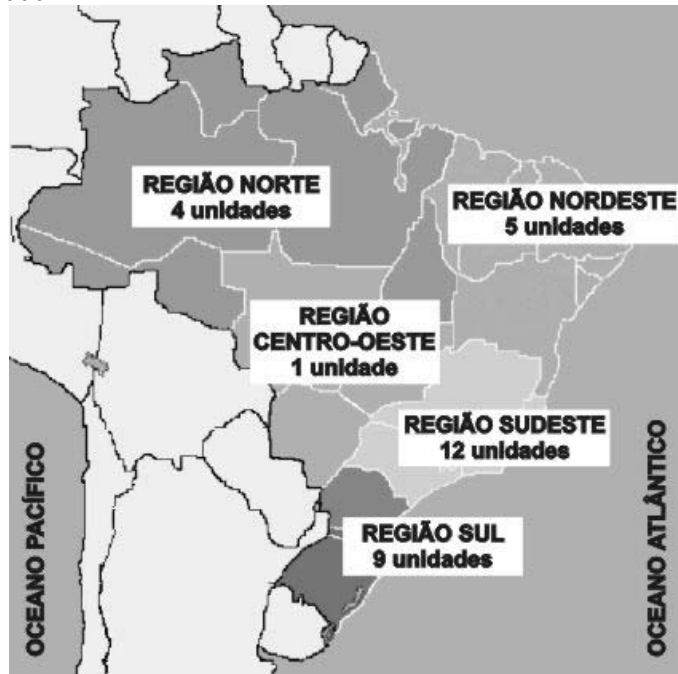 REGIÃO NORTE
4 unidades
REGIÃO NORDESTE
5 unidades
REGIÃO
CENTRO-OESTE
1 unidade
REGIÃO SUDESTE
12 unidades
REGIÃO SUL
9 unidades
OCEANO PACÍFICO
OCEANO ATLÂNTICO